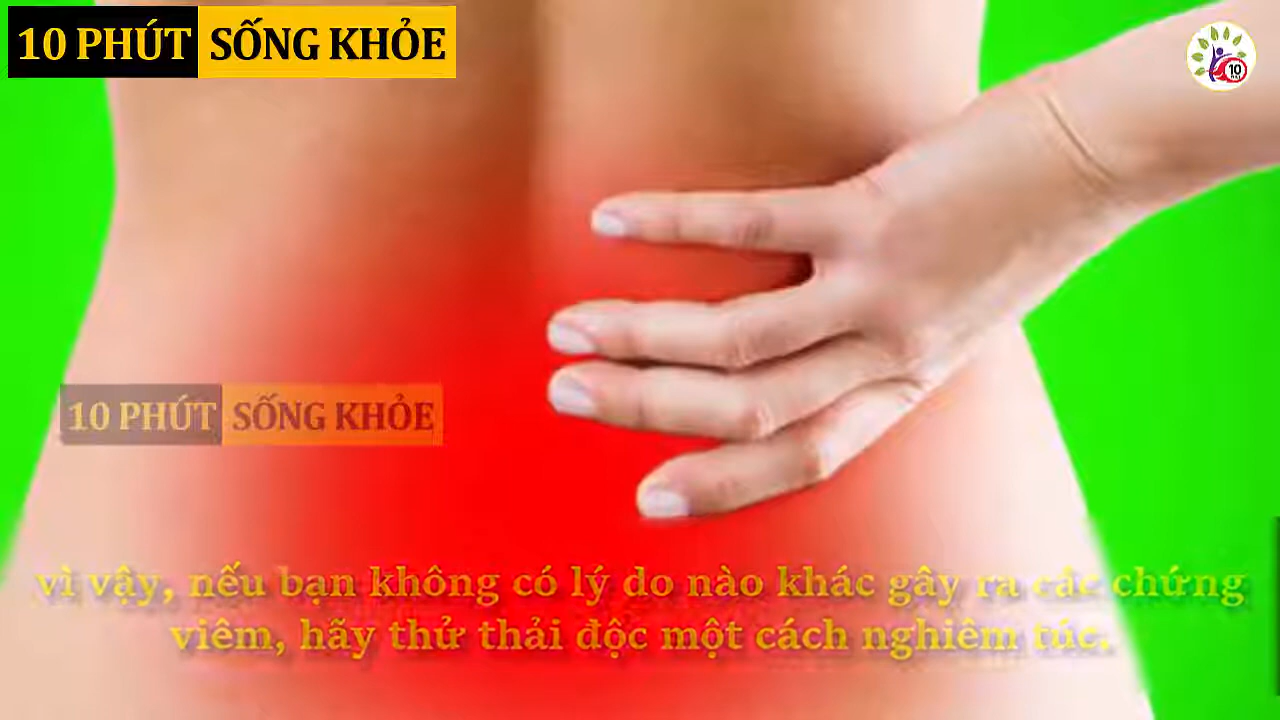 10 PHÚT SỐNG KHỎE
10
10 PHÚT SỐNG KHỎE
vì vậy, nếu bạn không có lý do nào khác gây ra các chứng
viêm, hãy thử thải độc một cách nghiêm túc.